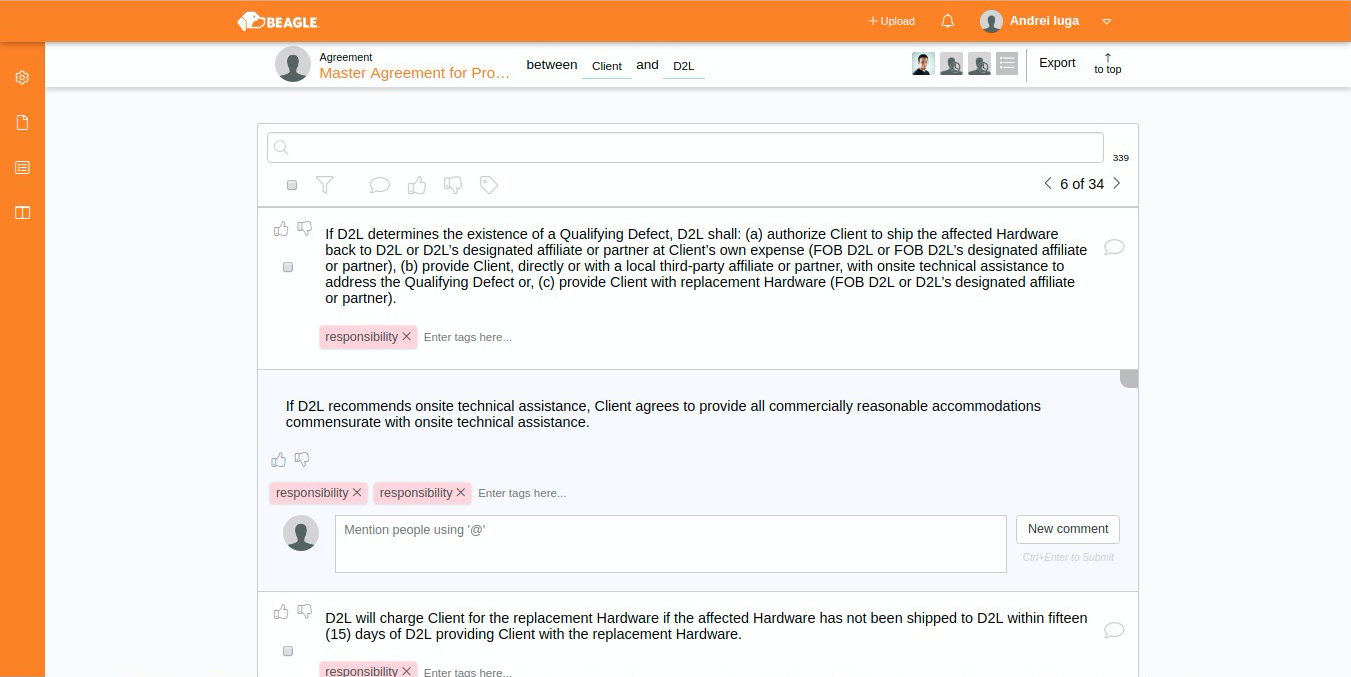 BEAGLE
+ Upload
Andrei Iuga
Agreement
Master Agreement for Pro…
between Client and D2L
Export
to top
339
6 of 34
If D2L determines the existence of a Qualifying Defect, D2L shall: (a) authorize Client to ship the affected Hardware
back to D2L or D2L's designated affiliate or partner at Client's own expense (FOB D2L or FOB D2L's designated affiliate
or partner), (b) provide Client, directly or with a local third-party affiliate or partner, with onsite technical assistance to
address the Qualifying Defect or, (c) provide Client with replacement Hardware (FOB D2L or D2L's designated affiliate
or partner).
responsibility Enter tags here...
If D2L recommends onsite technical assistance, Client agrees to provide all commercially reasonable accommodations
commensurate with onsite technical assistance.
responsibility responsibility Enter tags here...
Mention people using '@'
New comment
Ctrl+Enter to Submit
D2L will charge Client for the replacement Hardware if the affected Hardware has not been shipped to D2L within fifteen
(15) days of D2L providing Client with the replacement Hardware.
responsibility Enter tags here...